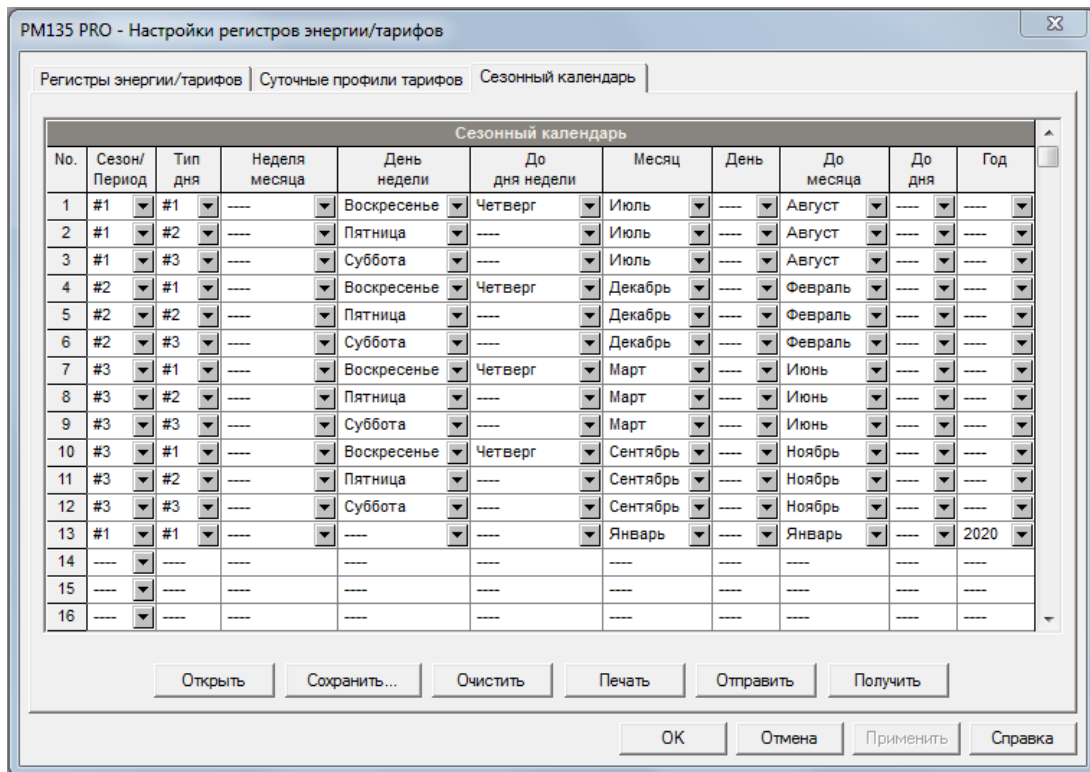 PM135 PRO - Настройки регистров энергии/тарифов
Регистры энергии/тарифов Суточные профили тарифов Сезонный календарь
Сезонный календарь
No. Сезон/ Период Тип дня Неделя месяца День недели До дня недели Месяц День До месяца До дня Год
1 #1 #1 ---- Воскресенье Четверг Июль ---- Август ---- ----
2 #1 #2 ---- Пятница ---- Июль ---- Август ---- ----
3 #1 #3 ---- Суббота ---- Июль ---- Август ---- ----
4 #2 #1 ---- Воскресенье Четверг Декабрь ---- Февраль ---- ----
5 #2 #2 ---- Пятница ---- Декабрь ---- Февраль ---- ----
6 #2 #3 ---- Суббота ---- Декабрь ---- Февраль ---- ----
7 #3 #1 ---- Воскресенье Четверг Март ---- Июнь ---- ----
8 #3 #2 ---- Пятница ---- Март ---- Июнь ---- ----
9 #3 #3 ---- Суббота ---- Март ---- Июнь ---- ----
10 #3 #1 ---- Воскресенье Четверг Сентябрь ---- Ноябрь ---- ----
11 #3 #2 ---- Пятница ---- Сентябрь ---- Ноябрь ---- ----
12 #3 #3 ---- Суббота ---- Сентябрь ---- Ноябрь ---- ----
13 #1 #1 ---- ---- ---- Январь ---- Январь ---- 2020
14 ---- ---- ---- ---- ---- ---- ---- ---- ---- ----
15 ---- ---- ---- ---- ---- ---- ---- ---- ---- ----
16 ---- ---- ---- ---- ---- ---- ---- ---- ---- ----
Открыть Сохранить... Очистить Печать Отправить Получить
OK Отмена Применить Справка